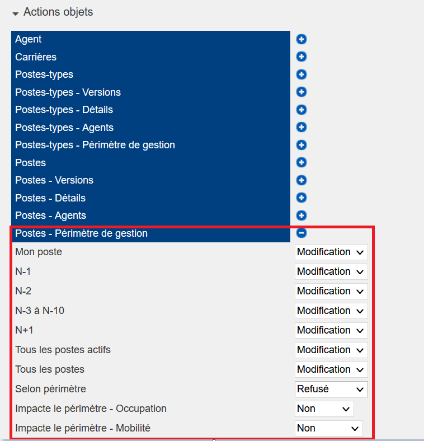 Actions objets
Agent
Carrières
Postes-types
Postes-types - Versions
Postes-types - Détails
Postes-types - Agents
Postes-types - Périmètre de gestion
Postes
Postes - Versions
Postes - Détails
Postes - Agents
Postes - Périmètre de gestion
Mon poste Modification
N-1 Modification
N-2 Modification
N-3 à N-10 Modification
N+1 Modification
Tous les postes actifs Modification
Tous les postes Modification
Selon périmètre Refusé
Impacte le périmètre - Occupation Non
Impacte le périmètre - Mobilité Non